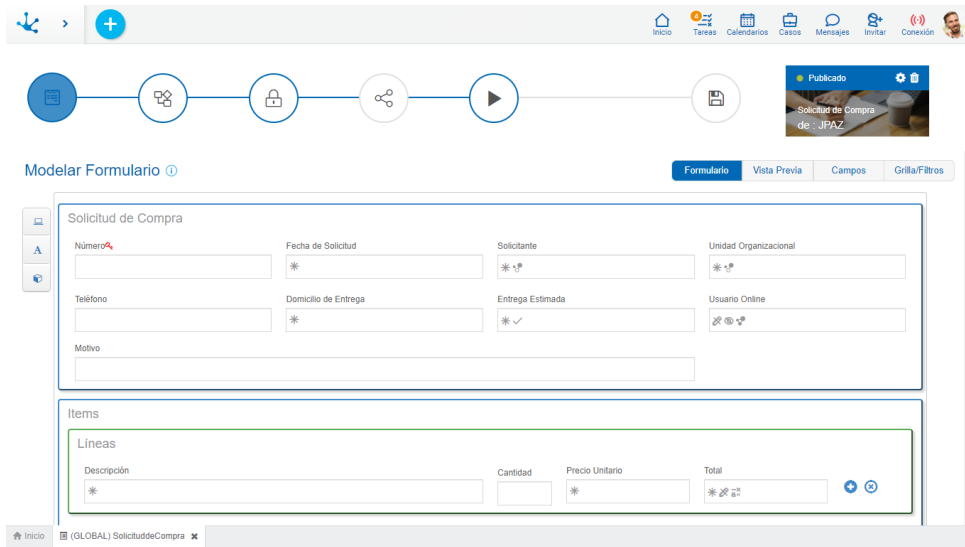 4
Inicio Tareas Calendarios Casos Mensajes Invitar Conexión
Publicado
Solicitud de Compra
de : JPAZ
Modelar Formulario
Formulario Vista Previa Campos Grilla/Filtros
A
Solicitud de Compra
Número Fecha de Solicitud Solicitante Unidad Organizacional
Teléfono Domicilio de Entrega Entrega Estimada Usuario Online
Motivo
Items
Líneas
Descripción Cantidad Precio Unitario Total
Inicio (GLOBAL) SolicituddeCompra